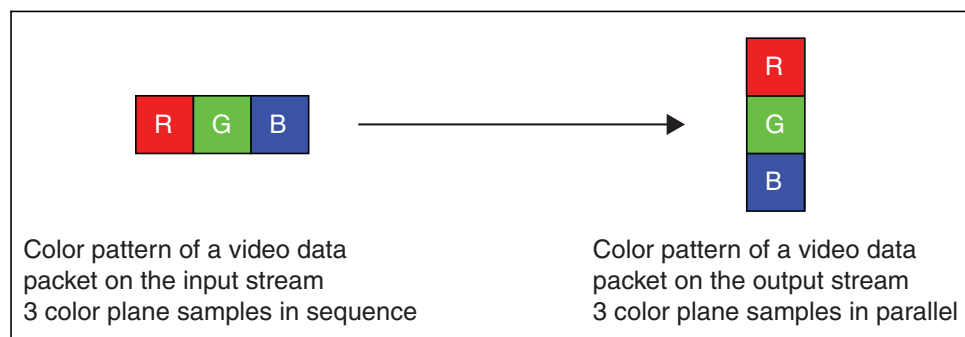 R G B
R
G
B
Color pattern of a video data
packet on the input stream
3 color plane samples in sequence
Color pattern of a video data
packet on the output stream
3 color plane samples in parallel